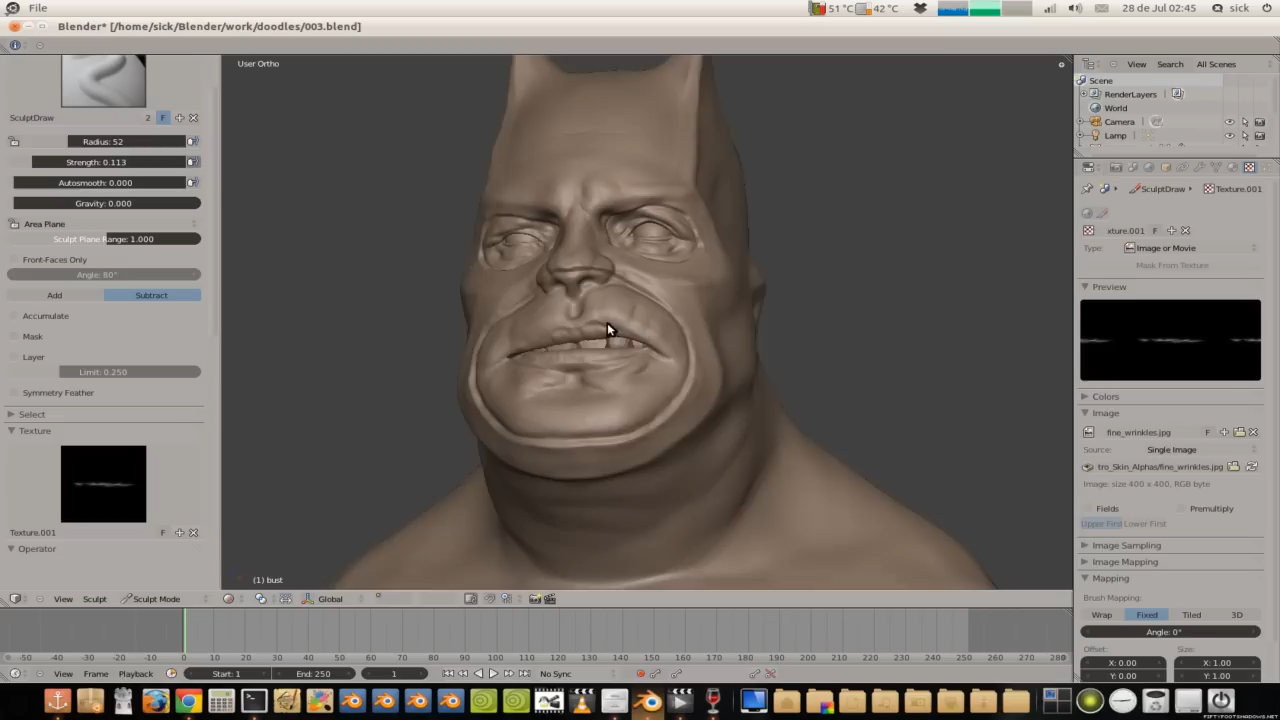 File
51 °C 42 °C 28 de Jul 02:45 sick
Blender* [/home/sick/Blender/work/doodles/003.blend]
User Ortho
View Search All Scenes
Scene
RenderLayers
World
Camera
Lamp
SculptDraw 2 F
Radius: 52
Strength: 0.113
Autosmooth: 0.000
Gravity: 0.000
Area Plane
Sculpt Plane Range: 1.000
Front-Faces Only
Angle: 80°
Add Subtract
Accumulate
Mask
Layer
Limit: 0.250
Symmetry Feather
Select
Texture
Texture.001 F
Operator
(1) bust
SculptDraw Texture.001
xture.001 F
Type: Image or Movie
Mask From Texture
Preview
Colors
Image
fine_wrinkles.jpg F
Source: Single Image
tro_Skin_Alphas/fine_wrinkles.jpg
Image: size 400 x 400, RGB byte
Fields Premultiply
Upper First Lower First
Image Sampling
Image Mapping
Mapping
Brush Mapping:
Wrap Fixed Tiled 3D
Angle: 0°
Offset: Size:
X: 0.00 X: 1.00
Y: 0.00 Y: 1.00
View Sculpt Sculpt Mode Global
-50 -40 -30 -20 -10 0 10 20 30 40 50 60 70 80 90 100 110 120 130 140 150 160 170 180 190 200 210 220 230 240 250 260 270 280
View Frame Playback Start: 1 End: 250 1 No Sync
FIFTYFOOTSHADOWS.NET